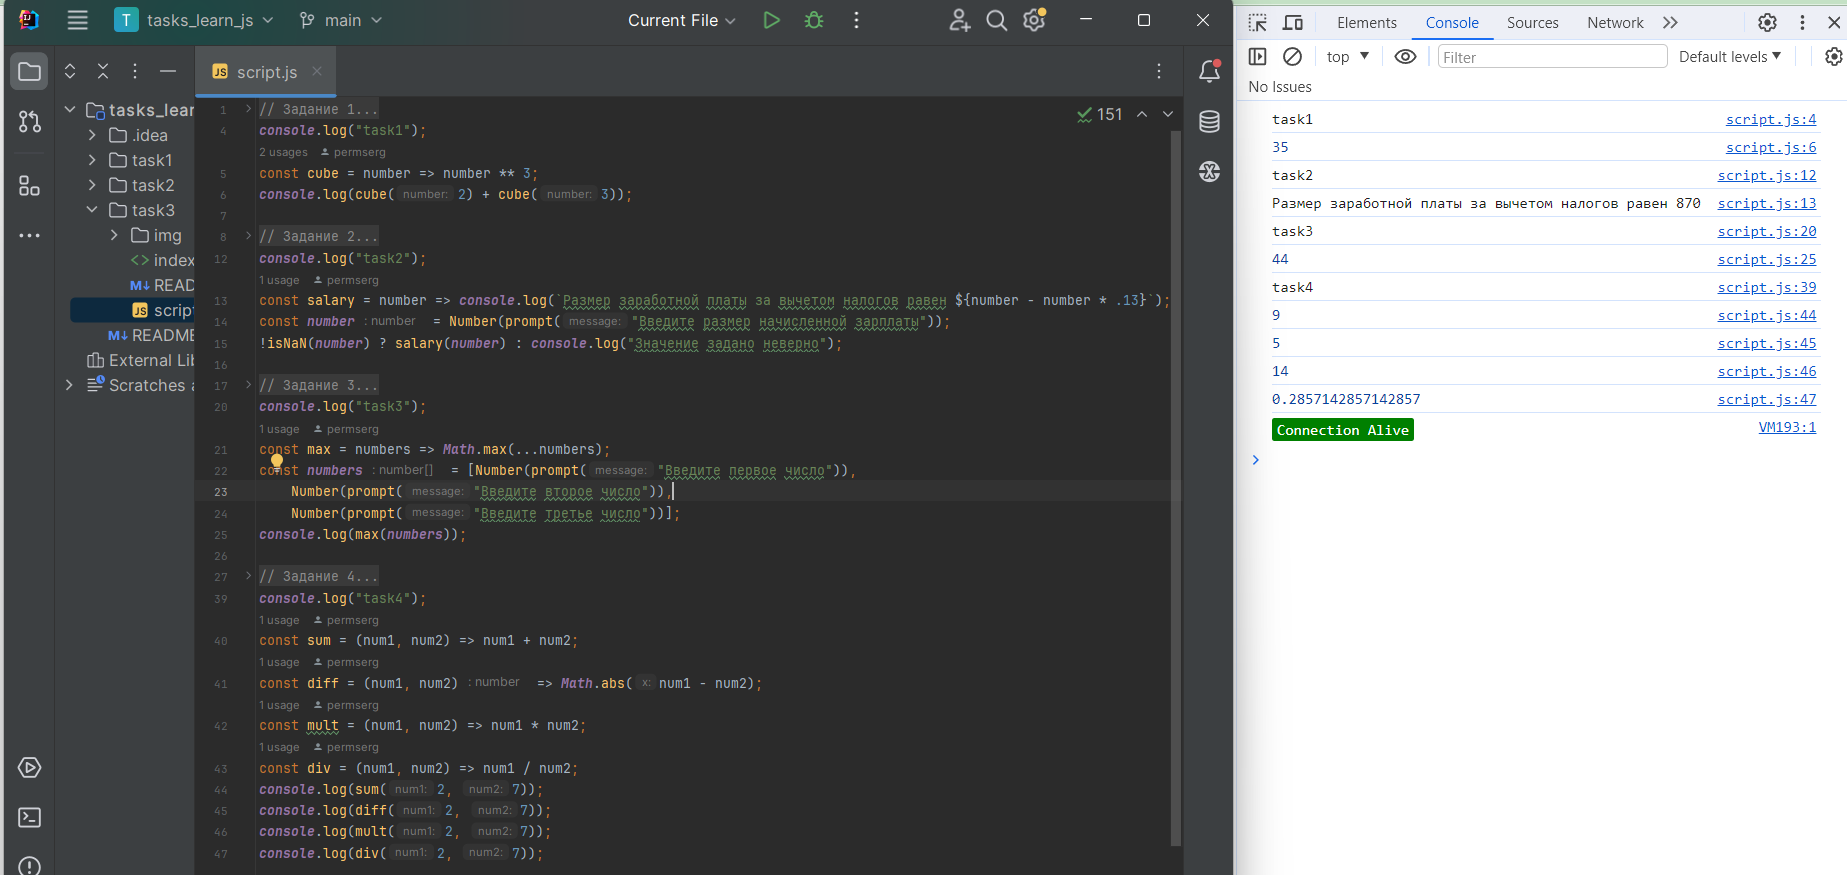 tasks_learn_js
main
Current File
script.js
tasks_lear
.idea
task1
task2
task3
img
index
READ
script
README
External Lib
Scratches a
151
1 // Задание 1...
4 console.log("task1");
2 usages permserg
5 const cube = number => number ** 3;
6 console.log(cube( number: 2) + cube( number: 3));
7
8 // Задание 2...
12 console.log("task2");
1 usage permserg
13 const salary = number => console.log(`Размер заработной платы за вычетом налогов равен ${number - number * .13}`);
14 const number : number = Number(prompt( message: "Введите размер начисленной зарплаты"));
15 !isNaN(number) ? salary(number) : console.log("Значение задано неверно");
16
17 // Задание 3...
20 console.log("task3");
1 usage permserg
21 const max = numbers => Math.max(...numbers);
22 const numbers : number[] = [Number(prompt( message: "Введите первое число")),
23 Number(prompt( message: "Введите второе число")),
24 Number(prompt( message: "Введите третье число"))];
25 console.log(max(numbers));
26
27 // Задание 4...
39 console.log("task4");
1 usage permserg
40 const sum = (num1, num2) => num1 + num2;
1 usage permserg
41 const diff = (num1, num2) : number => Math.abs( x: num1 - num2);
1 usage permserg
42 const mult = (num1, num2) => num1 * num2;
1 usage permserg
43 const div = (num1, num2) => num1 / num2;
44 console.log(sum( num1: 2, num2: 7));
45 console.log(diff( num1: 2, num2: 7));
46 console.log(mult( num1: 2, num2: 7));
47 console.log(div( num1: 2, num2: 7));
Elements Console Sources Network
top Filter Default levels
No Issues
task1 script.js:4
35 script.js:6
task2 script.js:12
Размер заработной платы за вычетом налогов равен 870 script.js:13
task3 script.js:20
44 script.js:25
task4 script.js:39
9 script.js:44
5 script.js:45
14 script.js:46
0.2857142857142857 script.js:47
Connection Alive VM193:1